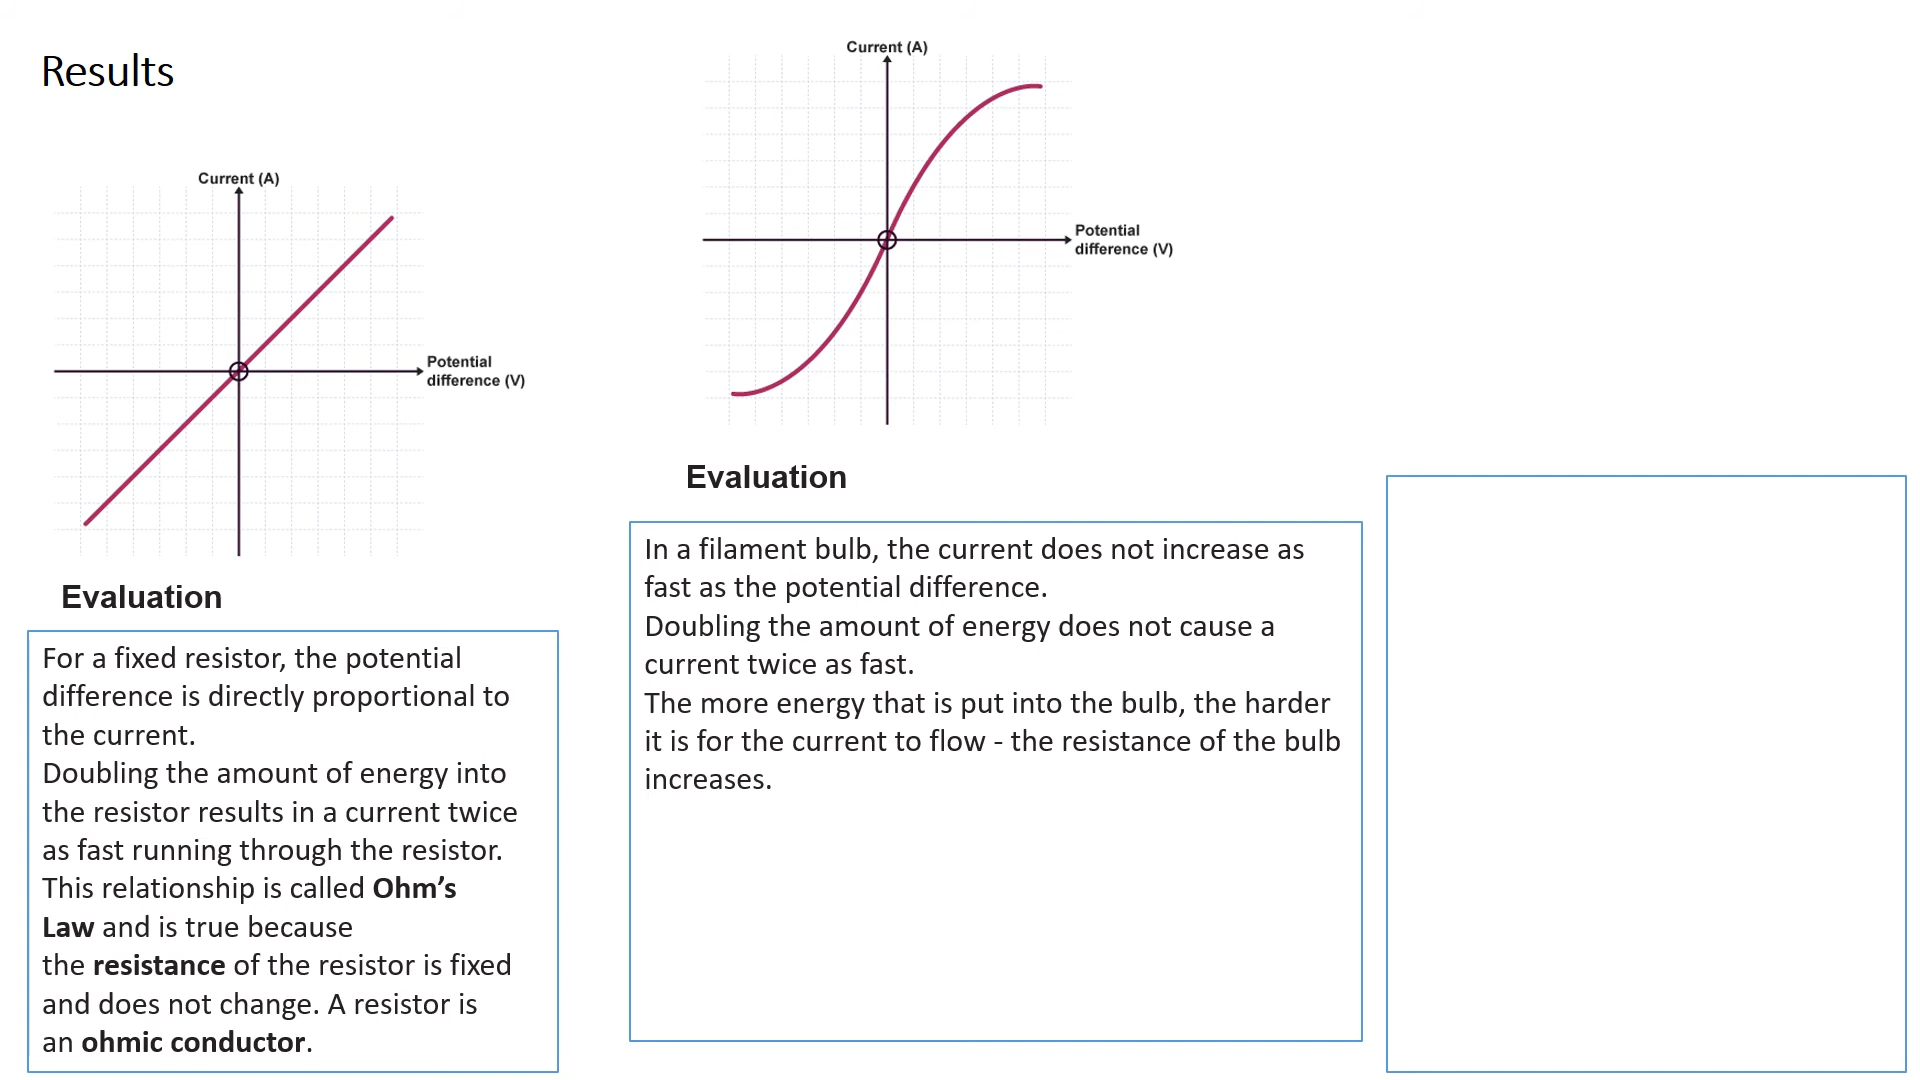 Results
Current (A)
Potential
difference (V)
Evaluation
For a fixed resistor, the potential
difference is directly proportional to
the current.
Doubling the amount of energy into
the resistor results in a current twice
as fast running through the resistor.
This relationship is called Ohm’s
Law and is true because
the resistance of the resistor is fixed
and does not change. A resistor is
an ohmic conductor.
Current (A)
Potential
difference (V)
Evaluation
In a filament bulb, the current does not increase as
fast as the potential difference.
Doubling the amount of energy does not cause a
current twice as fast.
The more energy that is put into the bulb, the harder
it is for the current to flow - the resistance of the bulb
increases.